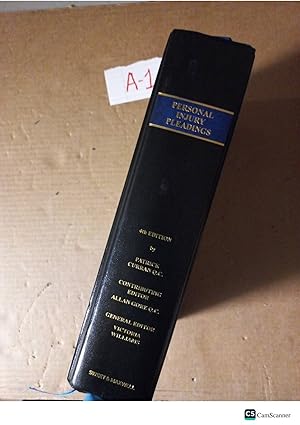 A-1
PERSONAL
INJURY
PLEADINGS
4th EDITION
by
PATRICK
CURRAN Q.C.
CONTRIBUTING
EDITOR
ALLAN GORE Q.C.
GENERAL EDITOR
VICTORIA
WILLIAMS
SWEET & MAXWELL
CS CamScanner